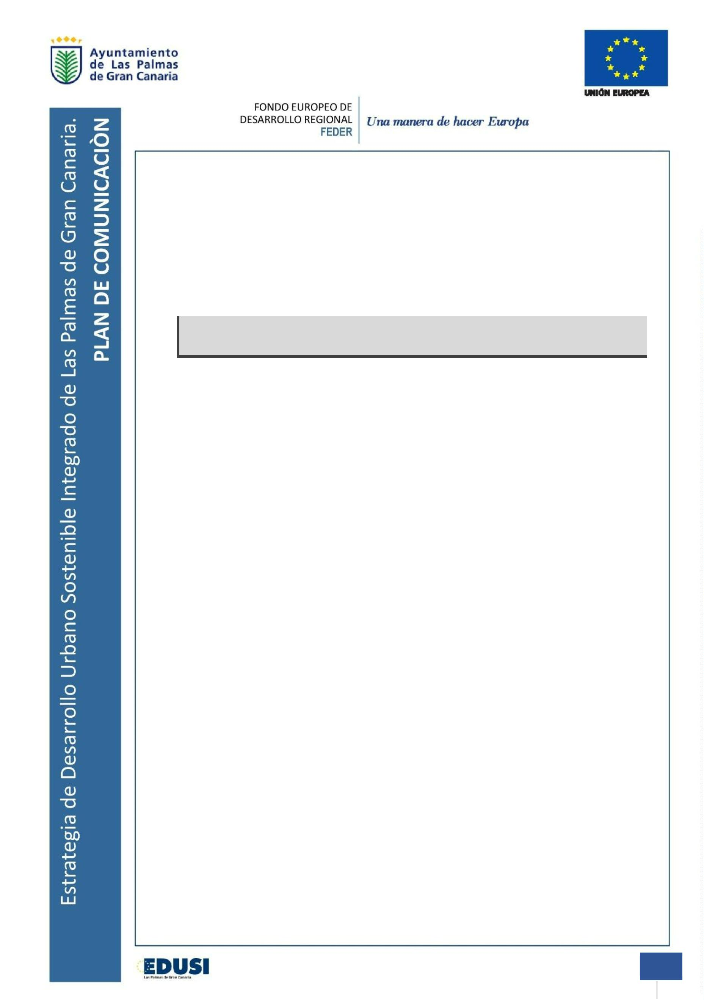 Ayuntamiento
de Las Palmas
de Gran Canaria
UNIÓN EUROPEA
FONDO EUROPEO DE
DESARROLLO REGIONAL
FEDER
Una manera de hacer Europa
Estrategia de Desarrollo Urbano Sostenible Integrado de Las Palmas de Gran Canaria.
PLAN DE COMUNICACIÒN
EDUSI
Las Palmas de Gran Canaria